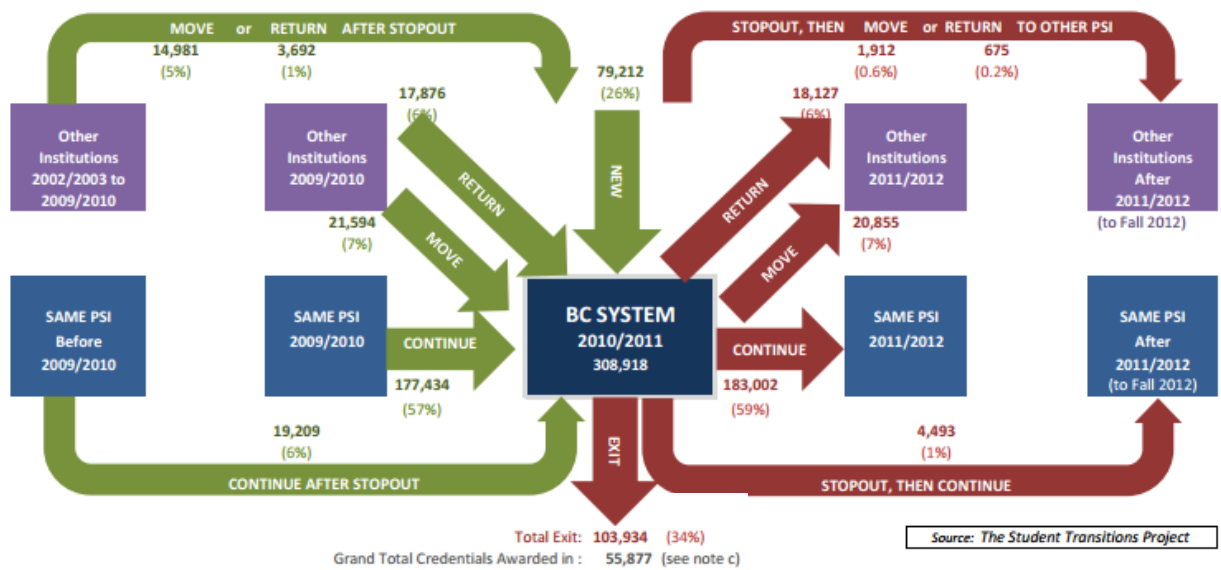 MOVE or RETURN AFTER STOPOUT
14,981 3,692
(5%) (1%)
STOPOUT, THEN MOVE or RETURN TO OTHER PSI
1,912 675
(0.6%) (0.2%)
79,212
(26%)
17,876
(6%)
18,127
(6%)
Other
Institutions
2002/2003 to
2009/2010
Other
Institutions
2009/2010
RETURN
NEW
RETURN
Other
Institutions
2011/2012
Other
Institutions
After
2011/2012
(to Fall 2012)
21,594
(7%)
MOVE
MOVE
20,855
(7%)
SAME PSI
Before
2009/2010
SAME PSI
2009/2010
CONTINUE
177,434
(57%)
BC SYSTEM
2010/2011
308,918
CONTINUE
183,002
(59%)
SAME PSI
2011/2012
SAME PSI
After
2011/2012
(to Fall 2012)
19,209
(6%)
CONTINUE AFTER STOPOUT
EXIT
4,493
(1%)
STOPOUT, THEN CONTINUE
Total Exit: 103,934 (34%)
Grand Total Credentials Awarded in : 55,877 (see note c)
Source: The Student Transitions Project